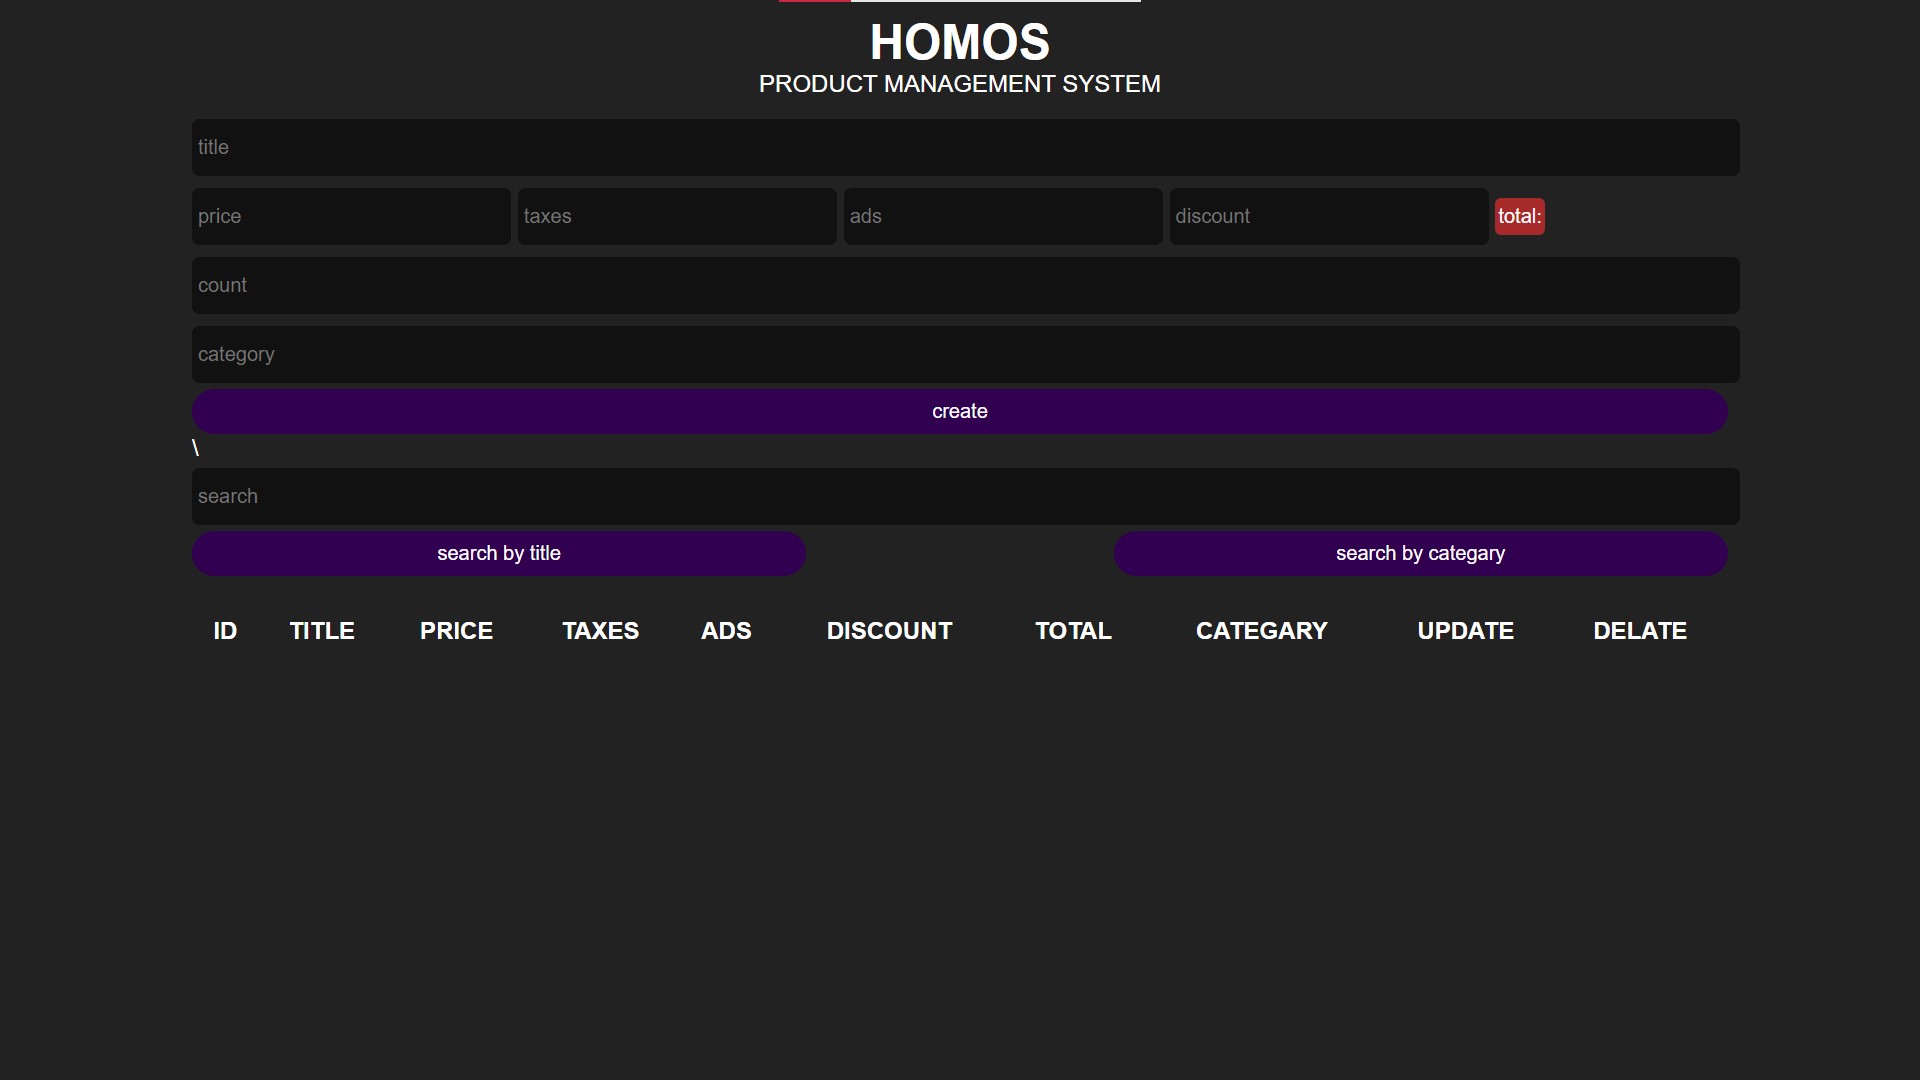 HOMOS
PRODUCT MANAGEMENT SYSTEM
title
price taxes ads discount total:
count
category
create
\
search
search by title search by categary
ID TITLE PRICE TAXES ADS DISCOUNT TOTAL CATEGARY UPDATE DELATE